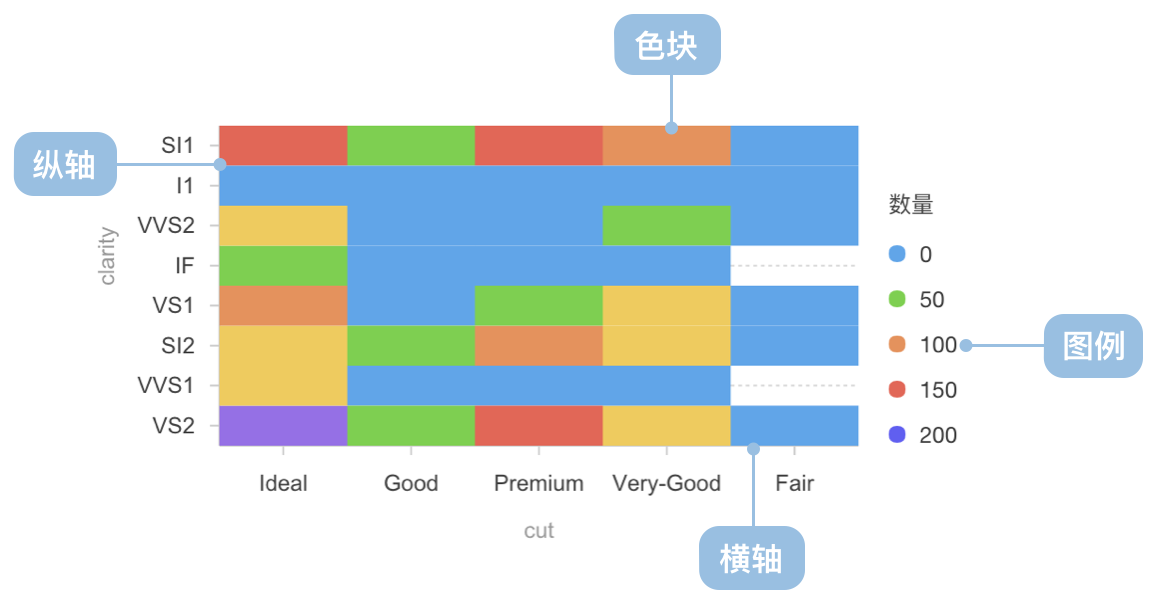 色块
纵轴
clarity
SI1
I1
VVS2
IF
VS1
SI2
VVS1
VS2
Ideal
Good
Premium
Very-Good
Fair
cut
横轴
数量
0
50
100
150
200
图例